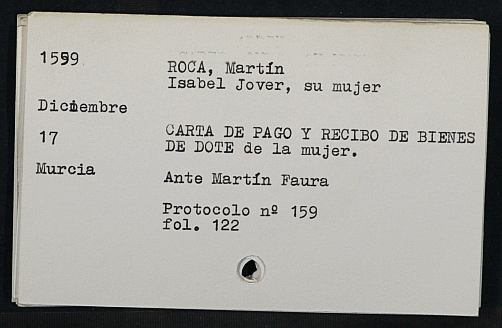 1599
ROCA, Martín
Isabel Jover, su mujer
Diciembre
17
CARTA DE PAGO Y RECIBO DE BIENES
DE DOTE de la mujer.
Murcia
Ante Martín Faura
Protocolo nº 159
fol. 122